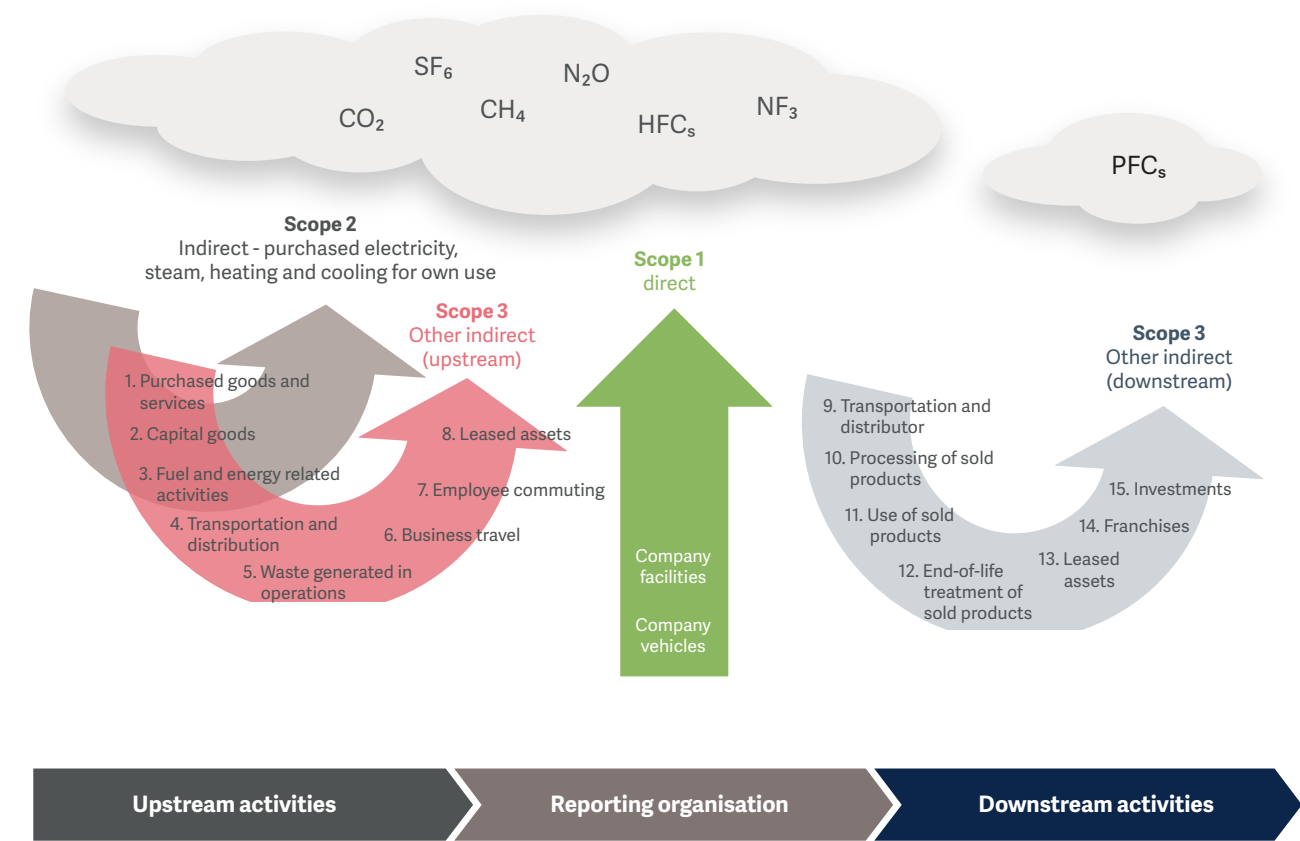 SF₆
N₂O
CO₂
CH₄
HFCₛ
NF₃
PFCₛ
Scope 2
Indirect - purchased electricity,
steam, heating and cooling for own use
Scope 3
Other indirect
(upstream)
1. Purchased goods and
services
2. Capital goods
3. Fuel and energy related
activities
4. Transportation and
distribution
5. Waste generated in
operations
6. Business travel
7. Employee commuting
8. Leased assets
Scope 1
direct
Company
facilities
Company
vehicles
Scope 3
Other indirect
(downstream)
9. Transportation and
distributor
10. Processing of sold
products
11. Use of sold
products
12. End-of-life
treatment of
sold products
13. Leased
assets
14. Franchises
15. Investments
Upstream activities
Reporting organisation
Downstream activities